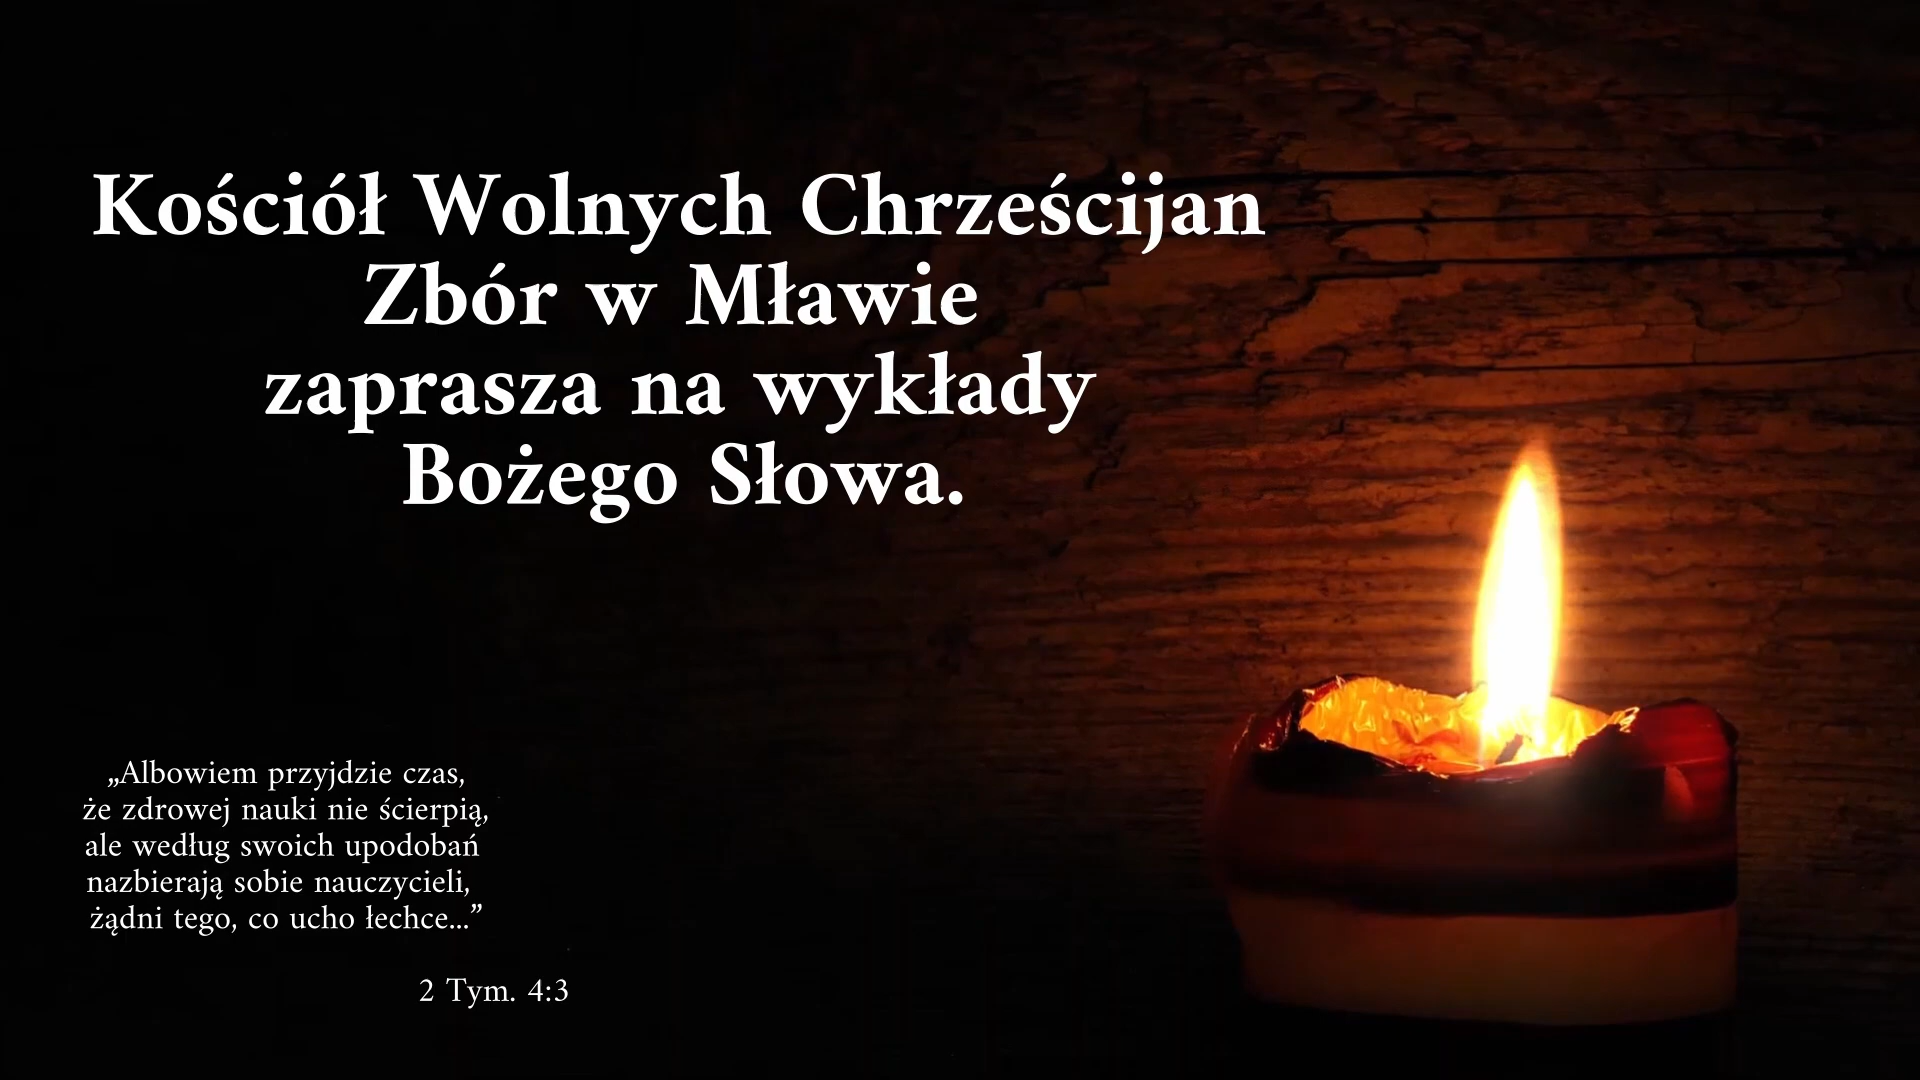 Kościół Wolnych Chrześcijan
Zbór w Mławie
zaprasza na wykłady
Bożego Słowa.
„Albowiem przyjdzie czas,
że zdrowej nauki nie ścierpią,
ale według swoich upodobań
nazbierają sobie nauczycieli,
żądni tego, co ucho łechce...”
2 Tym. 4:3